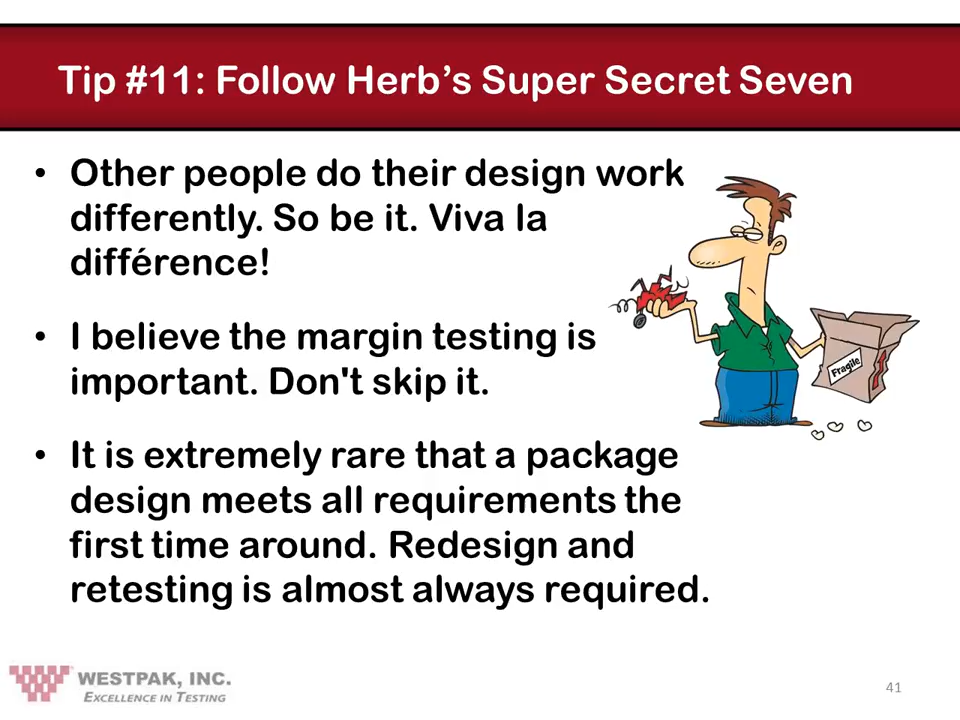 Tip #11: Follow Herb's Super Secret Seven
• Other people do their design work
differently. So be it. Viva la
différence!
• I believe the margin testing is
important. Don't skip it.
• It is extremely rare that a package
design meets all requirements the
first time around. Redesign and
retesting is almost always required.
Fragile
WESTPAK, INC.
EXCELLENCE IN TESTING
41